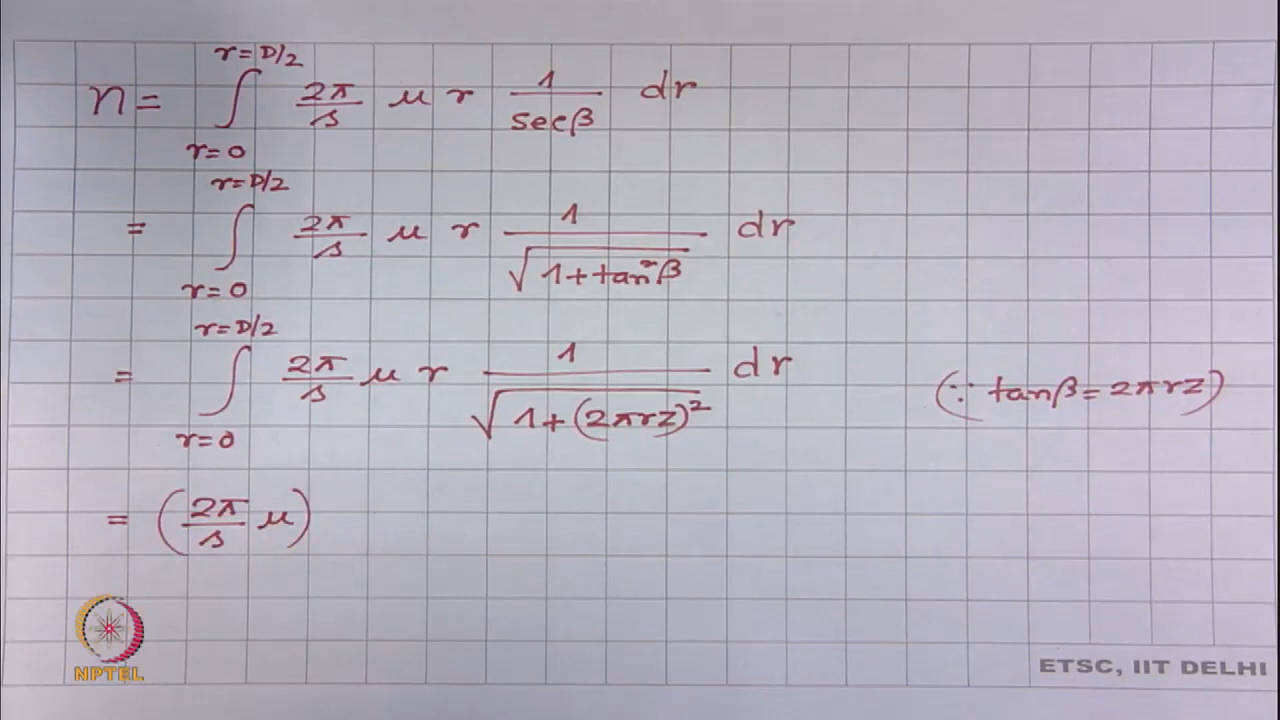 r=D/2
n = ∫ 2π/s μ r 1/secβ dr
r=0
r=D/2
= ∫ 2π/s μ r 1/√(1+tan²β) dr
r=0
r=D/2
= ∫ 2π/s μ r 1/√(1+(2πrz)²) dr (∵ tanβ=2πrz)
r=0
= (2π/s μ)
NPTEL
ETSC, IIT DELHI